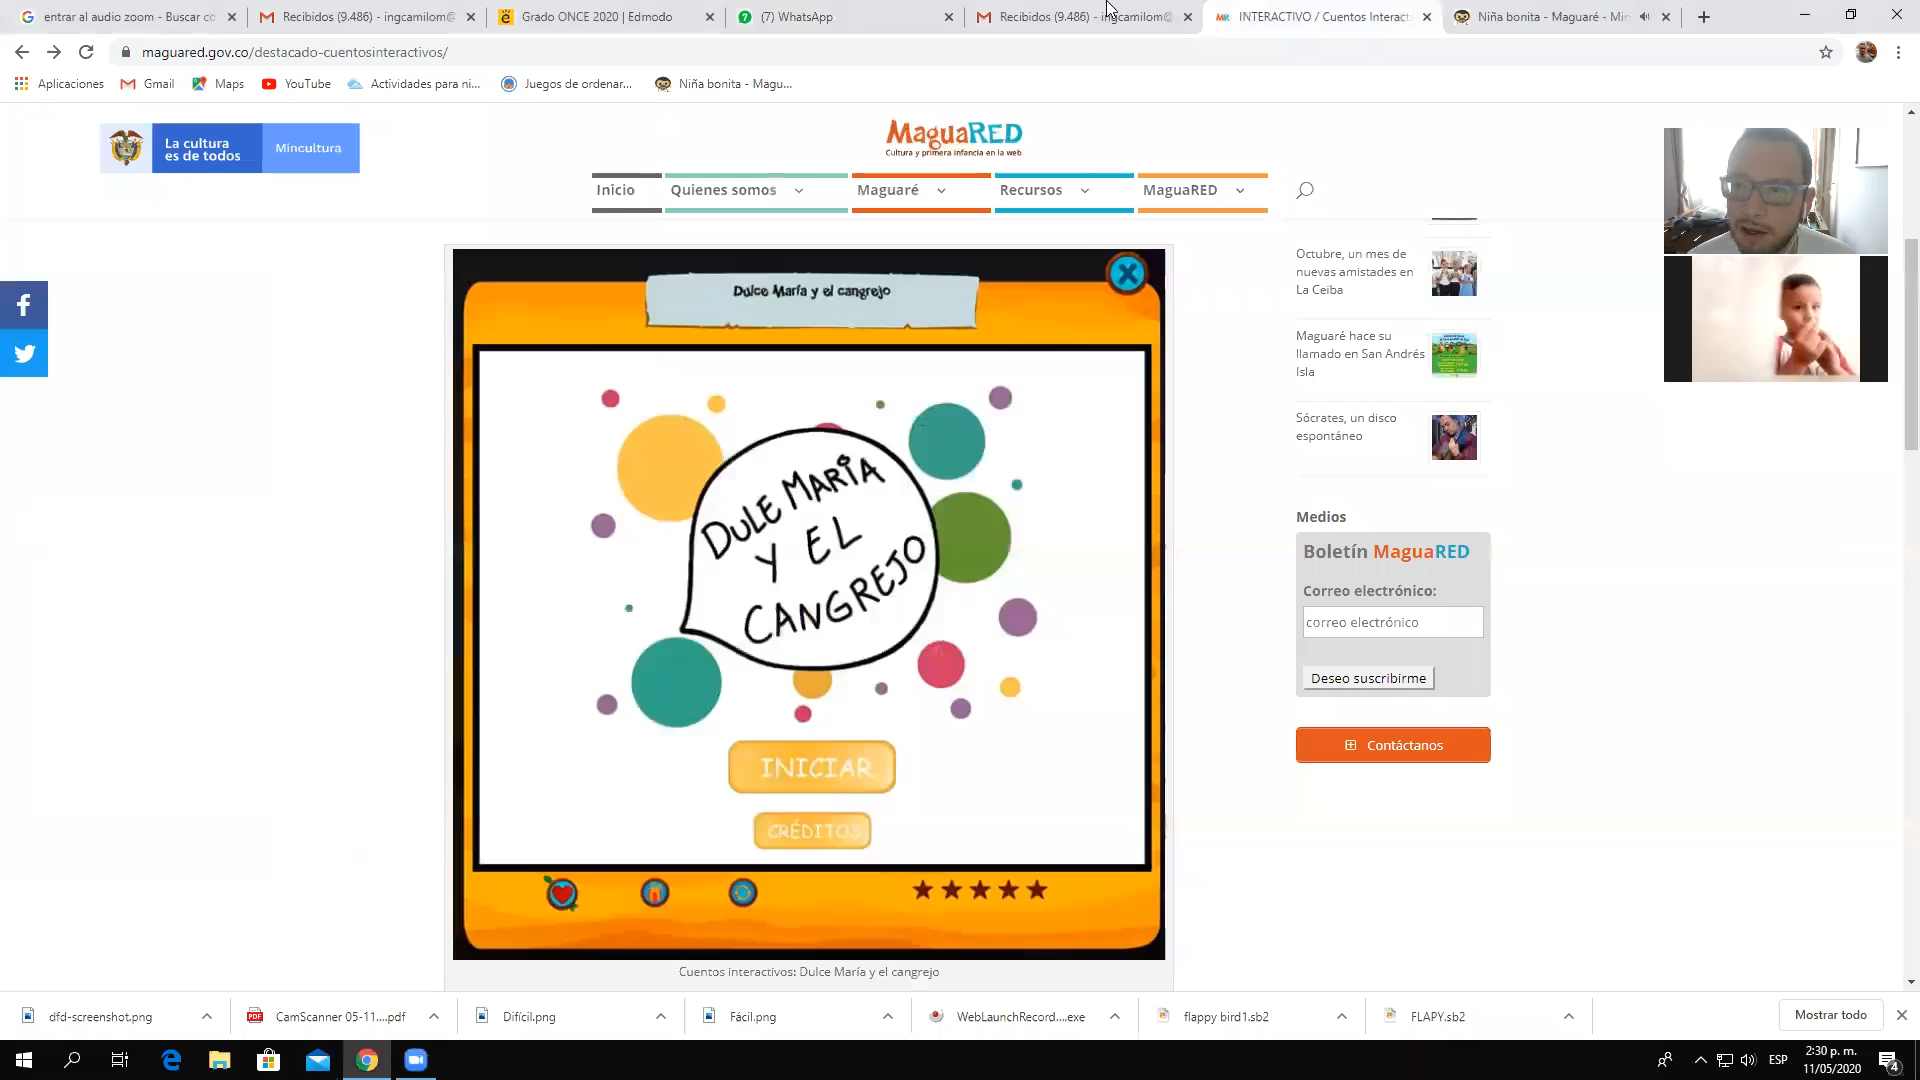 entrar al audio zoom - Buscar co
Recibidos (9.486) - ingcamilom@
Grado ONCE 2020 | Edmodo
(7) WhatsApp
Recibidos (9.486) - ingcamilom@
INTERACTIVO / Cuentos Interact
Niña bonita - Maguaré - Min
maguared.gov.co/destacado-cuentosinteractivos/
Aplicaciones
Gmail
Maps
YouTube
Actividades para ni...
Juegos de ordenar...
Niña bonita - Magu...
La cultura
es de todos
Mincultura
MaguaRED
Cultura y primera infancia en la web
Inicio
Quienes somos
Maguaré
Recursos
MaguaRED
Dulce María y el cangrejo
DULE MARÍA
Y EL
CANGREJO
INICIAR
CRÉDITOS
Cuentos interactivos: Dulce María y el cangrejo
Octubre, un mes de
nuevas amistades en
La Ceiba
Maguaré hace su
llamado en San Andrés
Isla
Sócrates, un disco
espontáneo
Medios
Boletín MaguaRED
Correo electrónico:
correo electrónico
Deseo suscribirme
Contáctanos
dfd-screenshot.png
CamScanner 05-11....pdf
Difícil.png
Fácil.png
WebLaunchRecord....exe
flappy bird1.sb2
FLAPY.sb2
Mostrar todo
ESP
2:30 p. m.
11/05/2020
4